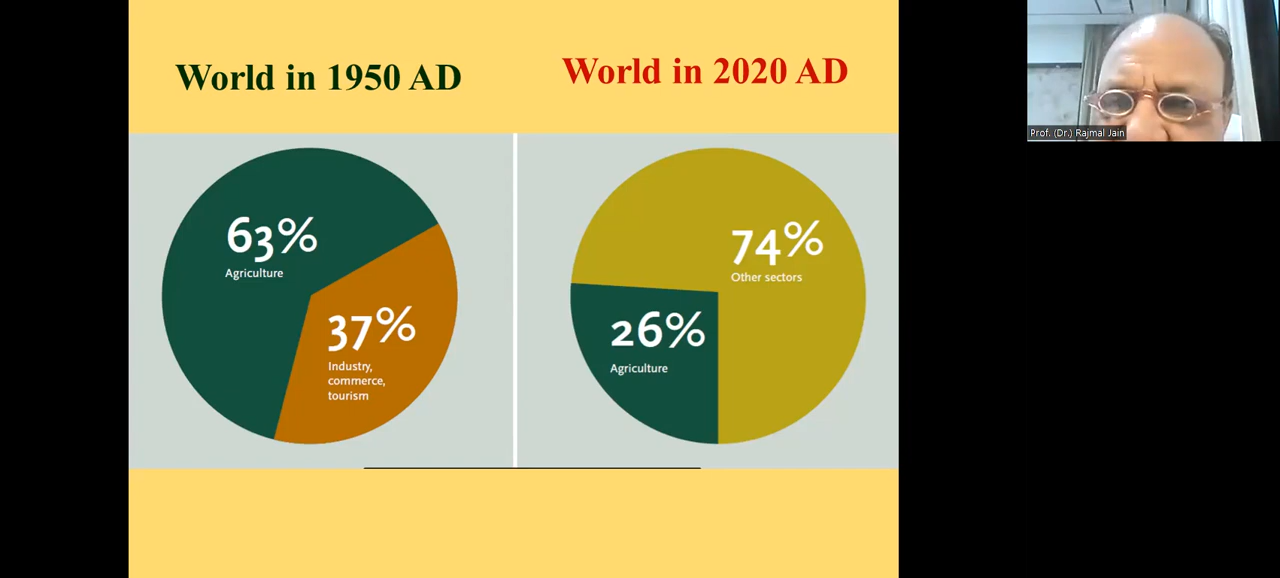 World in 1950 AD
World in 2020 AD
63%
Agriculture
37%
Industry,
commerce,
tourism
74%
Other sectors
26%
Agriculture
Prof. (Dr.) Rajmal Jain